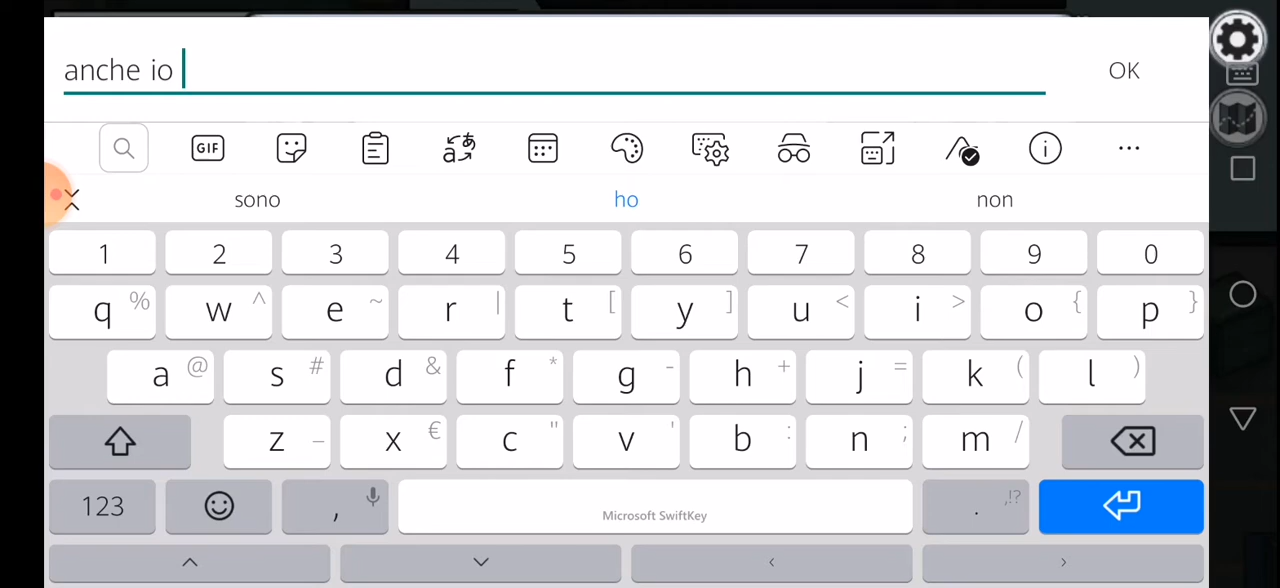 anche io
OK
GIF
sono ho non
1 2 3 4 5 6 7 8 9 0
q % w ^ e ~ r | t [ y ] u < i > o { p }
a @ s # d & f * g - h + j = k ( l )
z _ x € c " v ' b : n ; m /
123 , Microsoft SwiftKey . ,!?